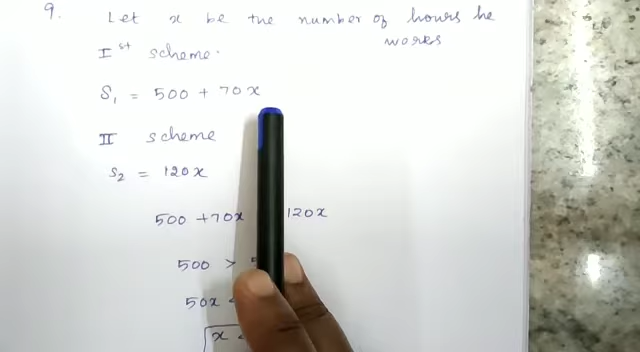 9. Let x be the number of hours he
works
Ist scheme.
S1 = 500 + 70x
II scheme
S2 = 120x
500 + 70x 120x
500 >
50x <
x <